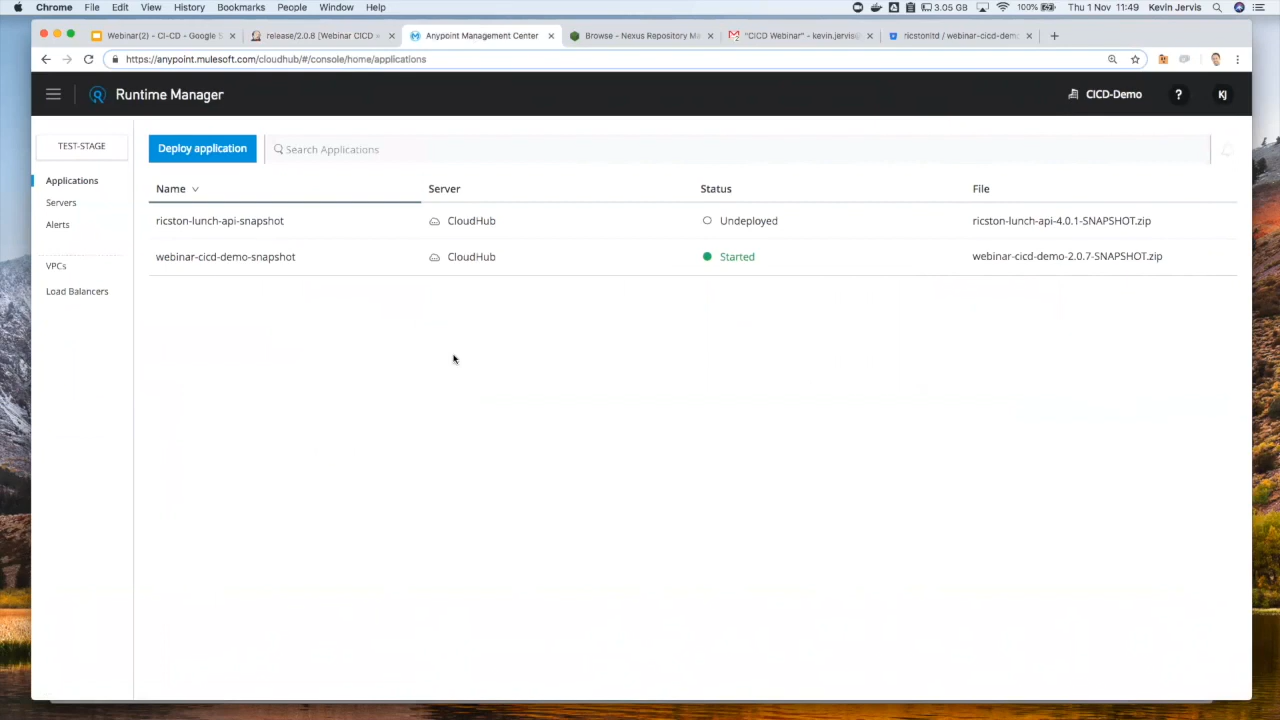 Chrome File Edit View History Bookmarks People Window Help 3.05 GB 100% Thu 1 Nov 11:49 Kevin Jervis
Webinar(2) - CI-CD - Google S release/2.0.8 [Webinar CICD Anypoint Management Center Browse - Nexus Repository M "CICD Webinar" - kevin.jervis@ ricstonltd / webinar-cicd-demo
https://anypoint.mulesoft.com/cloudhub/#/console/home/applications
Runtime Manager CICD-Demo ? KJ
TEST-STAGE
Deploy application Search Applications
Applications
Servers
Alerts
VPCs
Load Balancers
Name Server Status File
ricston-lunch-api-snapshot CloudHub Undeployed ricston-lunch-api-4.0.1-SNAPSHOT.zip
webinar-cicd-demo-snapshot CloudHub Started webinar-cicd-demo-2.0.7-SNAPSHOT.zip